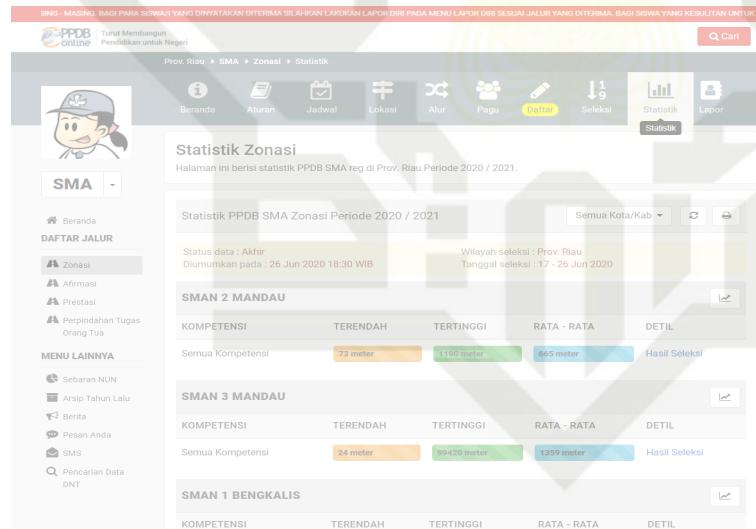 SING - MASING. BAGI PARA SISWA/I YANG DINYATAKAN DITERIMA SILAHKAN LAKUKAN LAPOR DIRI PADA MENU LAPOR DIRI SESUAI JALUR YANG DITERIMA. BAGI SISWA YANG KESULITAN UNTUK
PPDB online
Turut Membangun
Pendidikan untuk Negeri
Cari
Prov. Riau SMA Zonasi Statistik
Beranda Aturan Jadwal Lokasi Alur Pagu Daftar Seleksi Statistik Lapor
Statistik
Statistik Zonasi
Halaman ini berisi statistik PPDB SMA reg di Prov. Riau Periode 2020 / 2021.
SMA
Beranda
DAFTAR JALUR
Zonasi
Afirmasi
Prestasi
Perpindahan Tugas
Orang Tua
MENU LAINNYA
Sebaran NUN
Arsip Tahun Lalu
Berita
Pesan Anda
SMS
Pencarian Data
DNT
Statistik PPDB SMA Zonasi Periode 2020 / 2021
Semua Kota/Kab
Status data : Akhir Wilayah seleksi : Prov. Riau
Diumumkan pada : 26 Jun 2020 18:30 WIB Tanggal seleksi : 17 - 26 Jun 2020
SMAN 2 MANDAU
KOMPETENSI TERENDAH TERTINGGI RATA - RATA DETIL
Semua Kompetensi 73 meter 1190 meter 665 meter Hasil Seleksi
SMAN 3 MANDAU
KOMPETENSI TERENDAH TERTINGGI RATA - RATA DETIL
Semua Kompetensi 24 meter 99420 meter 1359 meter Hasil Seleksi
SMAN 1 BENGKALIS
KOMPETENSI TERENDAH TERTINGGI RATA - RATA DETIL